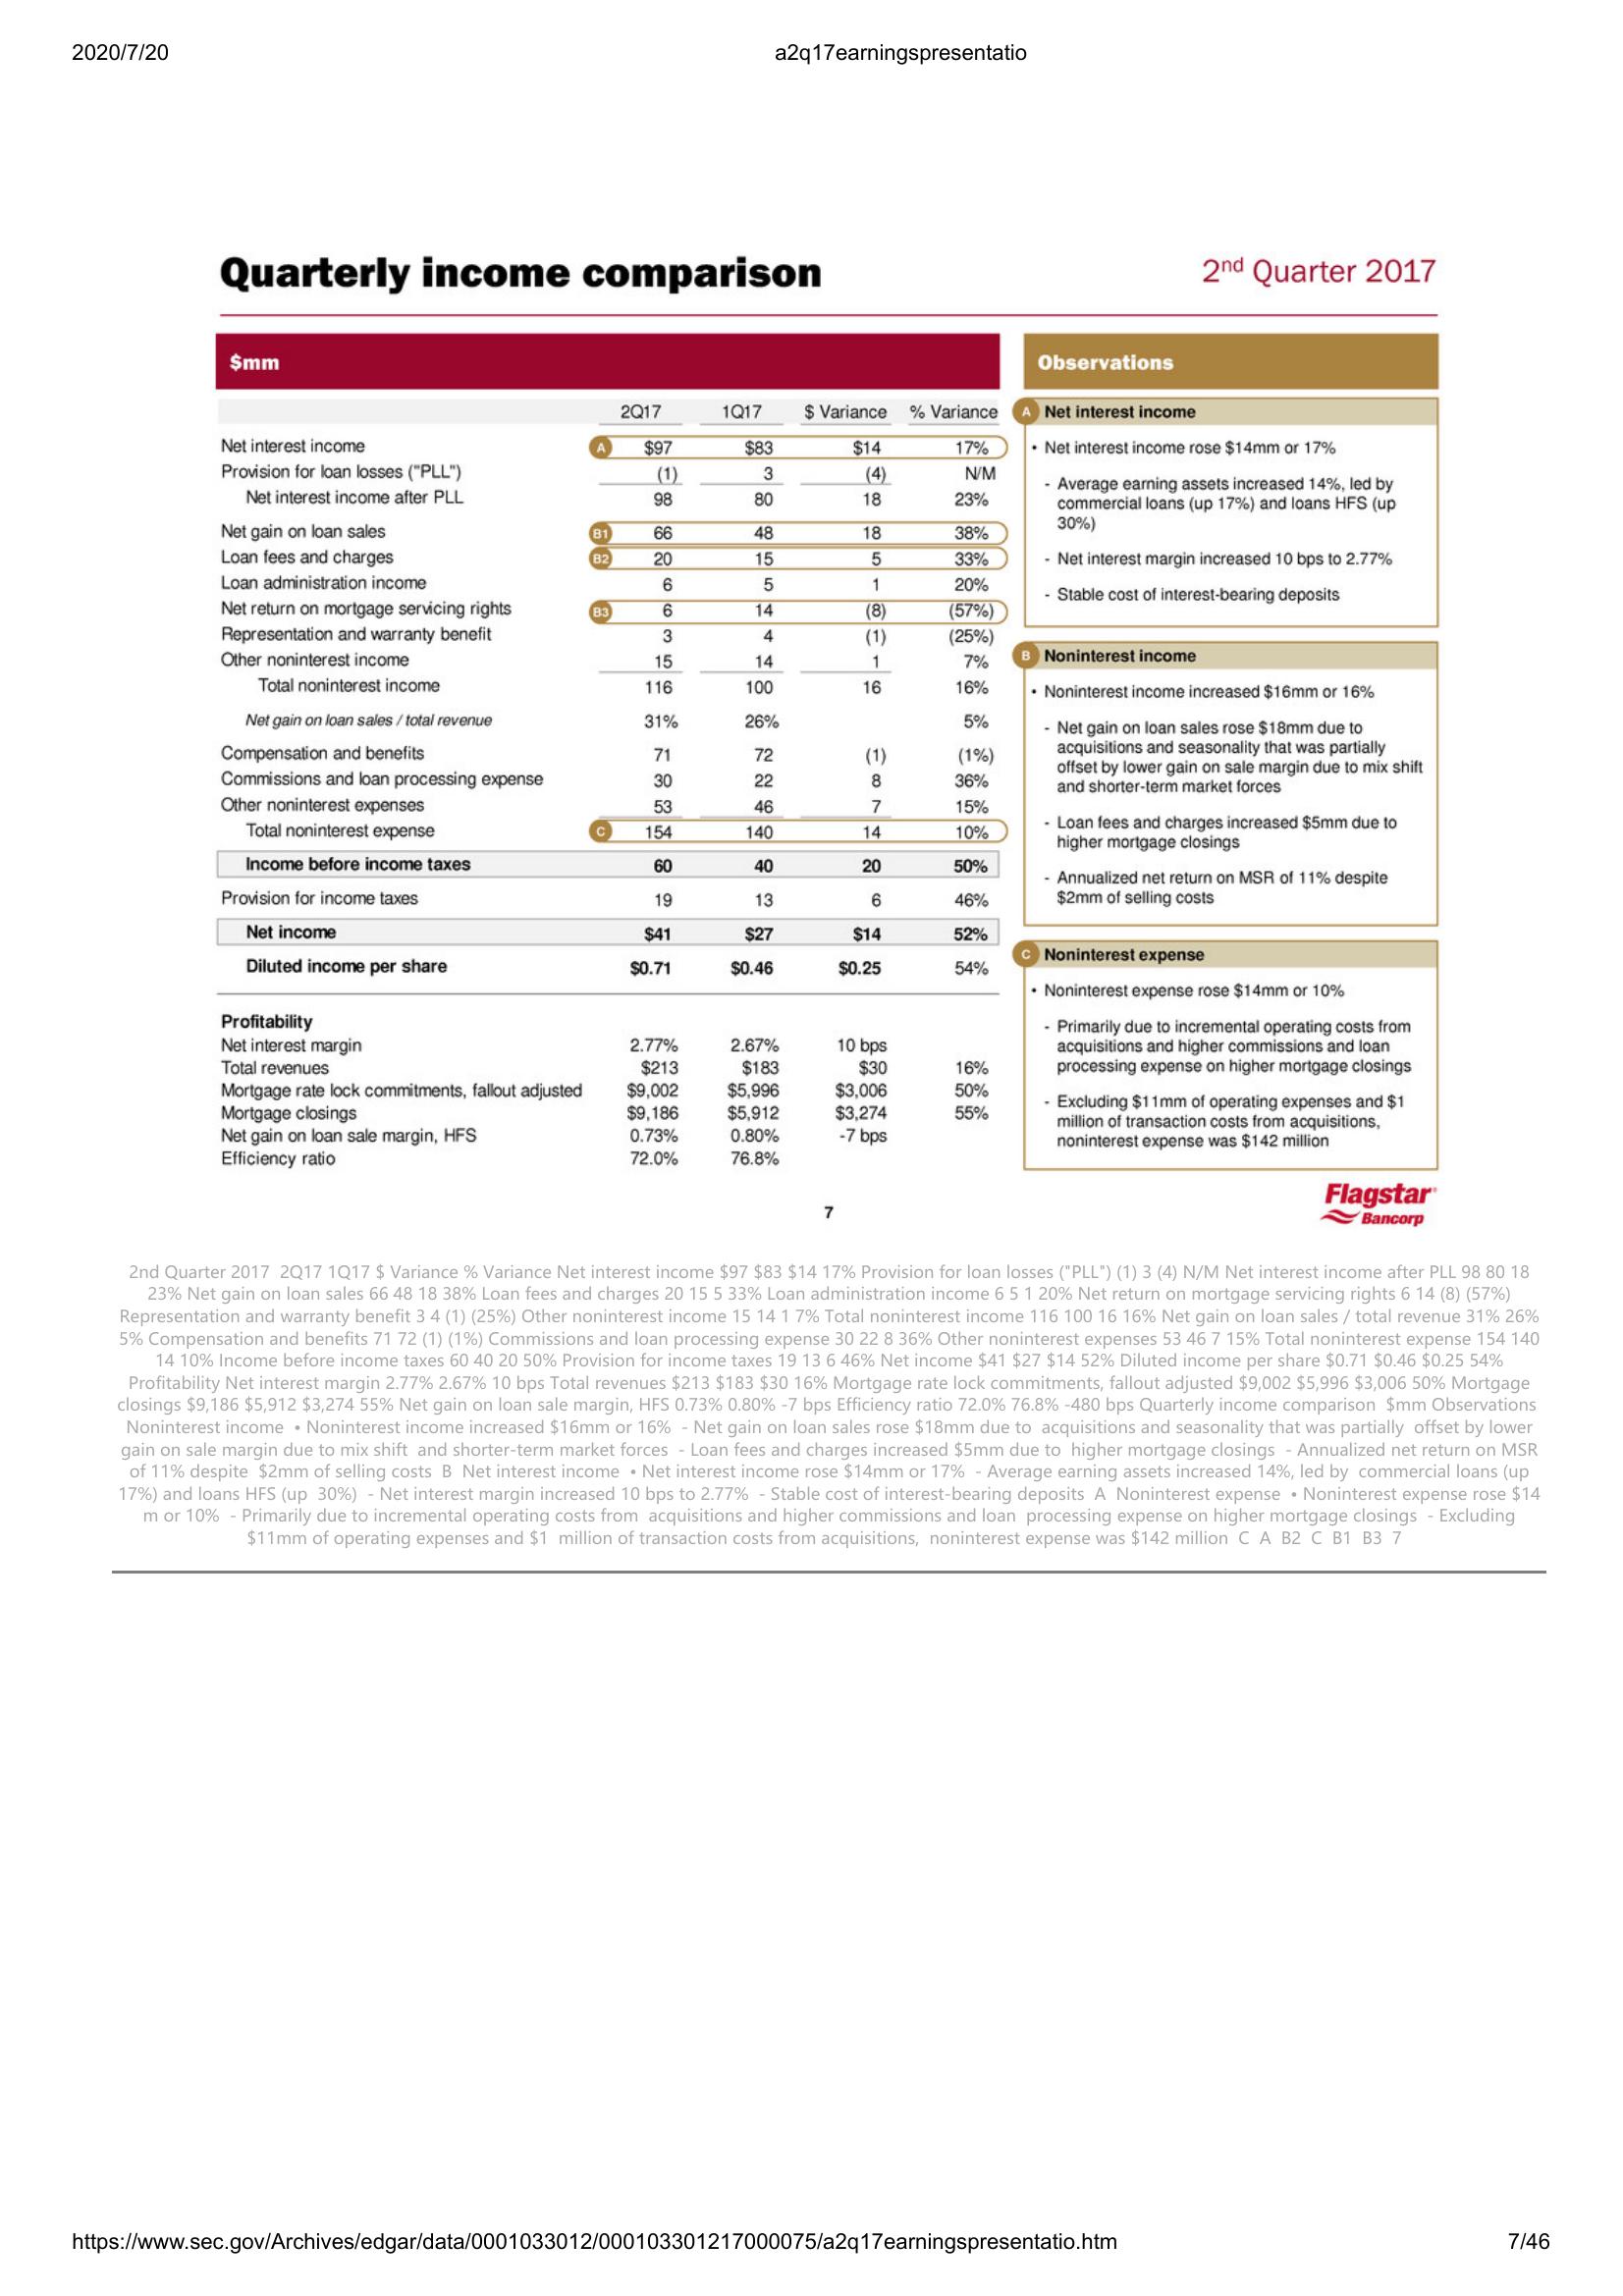 2020/7/20 a2q17earningspresentatio
Quarterly income comparison 2nd Quarter 2017
$mm
2Q17 1Q17 $ Variance % Variance
Net interest income A $97 $83 $14 17%
Provision for loan losses ("PLL") (1) 3 (4) N/M
Net interest income after PLL 98 80 18 23%
Net gain on loan sales B1 66 48 18 38%
Loan fees and charges B2 20 15 5 33%
Loan administration income 6 5 1 20%
Net return on mortgage servicing rights B3 6 14 (8) (57%)
Representation and warranty benefit 3 4 (1) (25%)
Other noninterest income 15 14 1 7%
Total noninterest income 116 100 16 16%
Net gain on loan sales / total revenue 31% 26% 5%
Compensation and benefits 71 72 (1) (1%)
Commissions and loan processing expense 30 22 8 36%
Other noninterest expenses 53 46 7 15%
Total noninterest expense C 154 140 14 10%
Income before income taxes 60 40 20 50%
Provision for income taxes 19 13 6 46%
Net income $41 $27 $14 52%
Diluted income per share $0.71 $0.46 $0.25 54%
Profitability
Net interest margin 2.77% 2.67% 10 bps
Total revenues $213 $183 $30 16%
Mortgage rate lock commitments, fallout adjusted $9,002 $5,996 $3,006 50%
Mortgage closings $9,186 $5,912 $3,274 55%
Net gain on loan sale margin, HFS 0.73% 0.80% -7 bps
Efficiency ratio 72.0% 76.8%
Observations
A Net interest income
• Net interest income rose $14mm or 17%
- Average earning assets increased 14%, led by
commercial loans (up 17%) and loans HFS (up
30%)
- Net interest margin increased 10 bps to 2.77%
- Stable cost of interest-bearing deposits
B Noninterest income
• Noninterest income increased $16mm or 16%
- Net gain on loan sales rose $18mm due to
acquisitions and seasonality that was partially
offset by lower gain on sale margin due to mix shift
and shorter-term market forces
- Loan fees and charges increased $5mm due to
higher mortgage closings
- Annualized net return on MSR of 11% despite
$2mm of selling costs
C Noninterest expense
• Noninterest expense rose $14mm or 10%
- Primarily due to incremental operating costs from
acquisitions and higher commissions and loan
processing expense on higher mortgage closings
- Excluding $11mm of operating expenses and $1
million of transaction costs from acquisitions,
noninterest expense was $142 million
Flagstar
Bancorp
7
2nd Quarter 2017 2Q17 1Q17 $ Variance % Variance Net interest income $97 $83 $14 17% Provision for loan losses ("PLL") (1) 3 (4) N/M Net interest income after PLL 98 80 18
23% Net gain on loan sales 66 48 18 38% Loan fees and charges 20 15 5 33% Loan administration income 6 5 1 20% Net return on mortgage servicing rights 6 14 (8) (57%)
Representation and warranty benefit 3 4 (1) (25%) Other noninterest income 15 14 1 7% Total noninterest income 116 100 16 16% Net gain on loan sales / total revenue 31% 26%
5% Compensation and benefits 71 72 (1) (1%) Commissions and loan processing expense 30 22 8 36% Other noninterest expenses 53 46 7 15% Total noninterest expense 154 140
14 10% Income before income taxes 60 40 20 50% Provision for income taxes 19 13 6 46% Net income $41 $27 $14 52% Diluted income per share $0.71 $0.46 $0.25 54%
Profitability Net interest margin 2.77% 2.67% 10 bps Total revenues $213 $183 $30 16% Mortgage rate lock commitments, fallout adjusted $9,002 $5,996 $3,006 50% Mortgage
closings $9,186 $5,912 $3,274 55% Net gain on loan sale margin, HFS 0.73% 0.80% -7 bps Efficiency ratio 72.0% 76.8% -480 bps Quarterly income comparison $mm Observations
Noninterest income • Noninterest income increased $16mm or 16% - Net gain on loan sales rose $18mm due to acquisitions and seasonality that was partially offset by lower
gain on sale margin due to mix shift and shorter-term market forces - Loan fees and charges increased $5mm due to higher mortgage closings - Annualized net return on MSR
of 11% despite $2mm of selling costs B Net interest income • Net interest income rose $14mm or 17% - Average earning assets increased 14%, led by commercial loans (up
17%) and loans HFS (up 30%) - Net interest margin increased 10 bps to 2.77% - Stable cost of interest-bearing deposits A Noninterest expense • Noninterest expense rose $14
m or 10% - Primarily due to incremental operating costs from acquisitions and higher commissions and loan processing expense on higher mortgage closings - Excluding
$11mm of operating expenses and $1 million of transaction costs from acquisitions, noninterest expense was $142 million C A B2 C B1 B3 7
https://www.sec.gov/Archives/edgar/data/0001033012/000103301217000075/a2q17earningspresentatio.htm 7/46